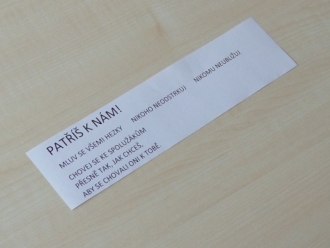 PATŘÍŠ K NÁM!
MLUV SE VŠEMI HEZKY NIKOHO NEODSTRKUJ NIKOMU NEUBLIŽUJ
CHOVEJ SE KE SPOLUŽÁKŮM
PŘESNĚ TAK, JAK CHCEŠ,
ABY SE CHOVALI ONI K TOBĚ.